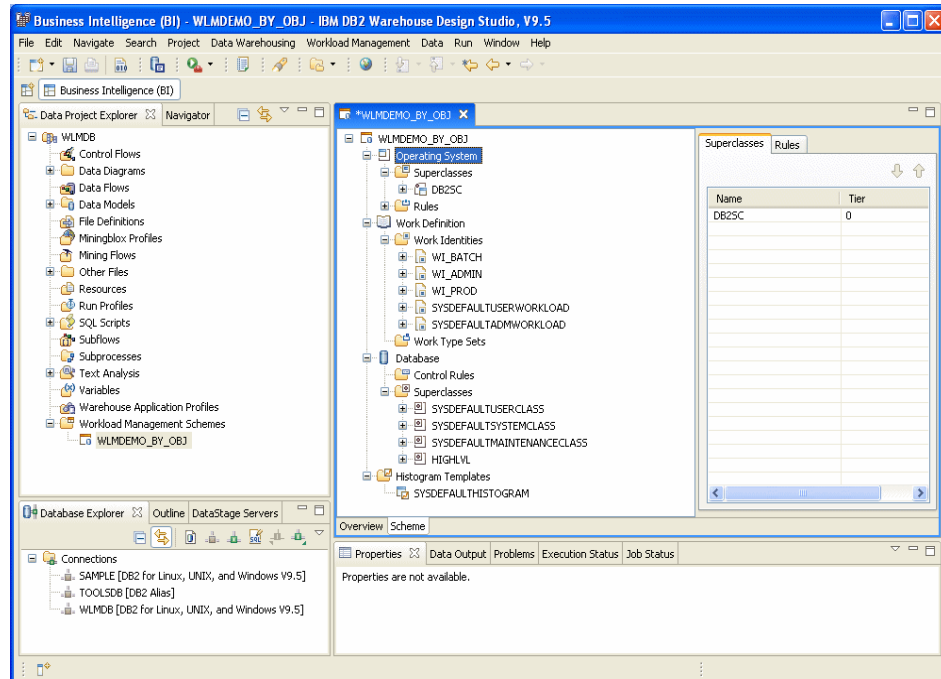 Business Intelligence (BI) - WLMDEMO_BY_OBJ - IBM DB2 Warehouse Design Studio, V9.5
File Edit Navigate Search Project Data Warehousing Workload Management Data Run Window Help
Business Intelligence (BI)
Data Project Explorer Navigator
WLMDB
Control Flows
Data Diagrams
Data Flows
Data Models
File Definitions
Miningblox Profiles
Mining Flows
Other Files
Resources
Run Profiles
SQL Scripts
Subflows
Subprocesses
Text Analysis
Variables
Warehouse Application Profiles
Workload Management Schemes
WLMDEMO_BY_OBJ
Database Explorer Outline DataStage Servers
Connections
SAMPLE [DB2 for Linux, UNIX, and Windows V9.5]
TOOLSDB [DB2 Alias]
WLMDB [DB2 for Linux, UNIX, and Windows V9.5]
*WLMDEMO_BY_OBJ
WLMDEMO_BY_OBJ
Operating System
Superclasses
DB2SC
Rules
Work Definition
Work Identities
WI_BATCH
WI_ADMIN
WI_PROD
SYSDEFAULTUSERWORKLOAD
SYSDEFAULTADMWORKLOAD
Work Type Sets
Database
Control Rules
Superclasses
SYSDEFAULTUSERCLASS
SYSDEFAULTSYSTEMCLASS
SYSDEFAULTMAINTENANCECLASS
HIGHLVL
Histogram Templates
SYSDEFAULTHISTOGRAM
Overview Scheme
Superclasses Rules
Name Tier
DB2SC 0
Properties Data Output Problems Execution Status Job Status
Properties are not available.